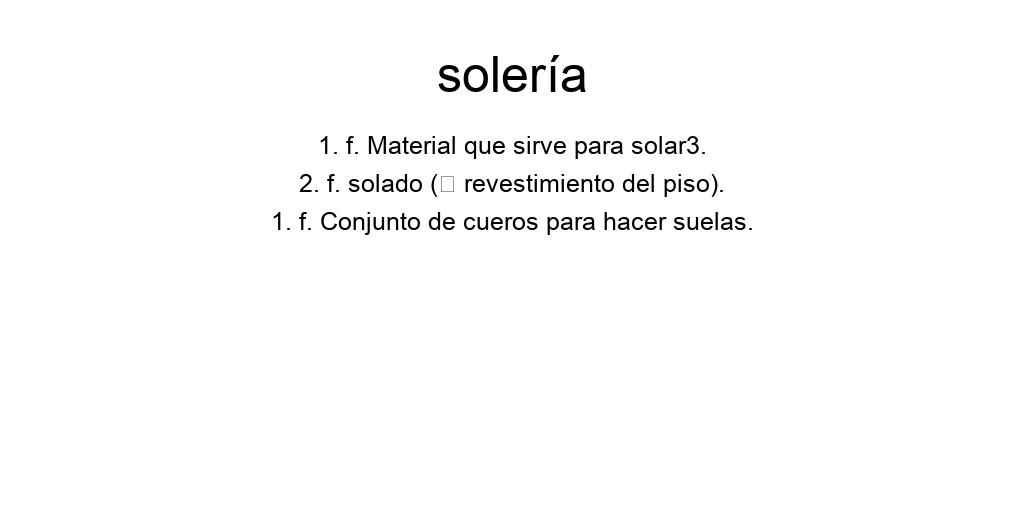 solería
1. f. Material que sirve para solar3.
2. f. solado (▯ revestimiento del piso).
1. f. Conjunto de cueros para hacer suelas.